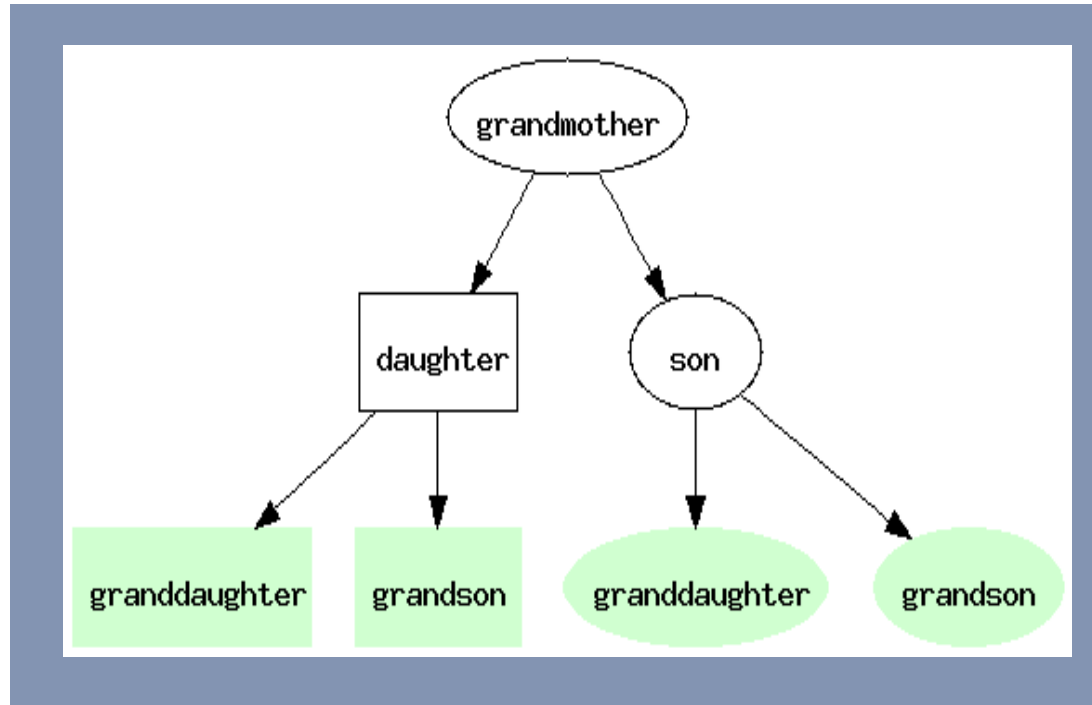 grandmother
daughter
son
granddaughter
grandson
granddaughter
grandson